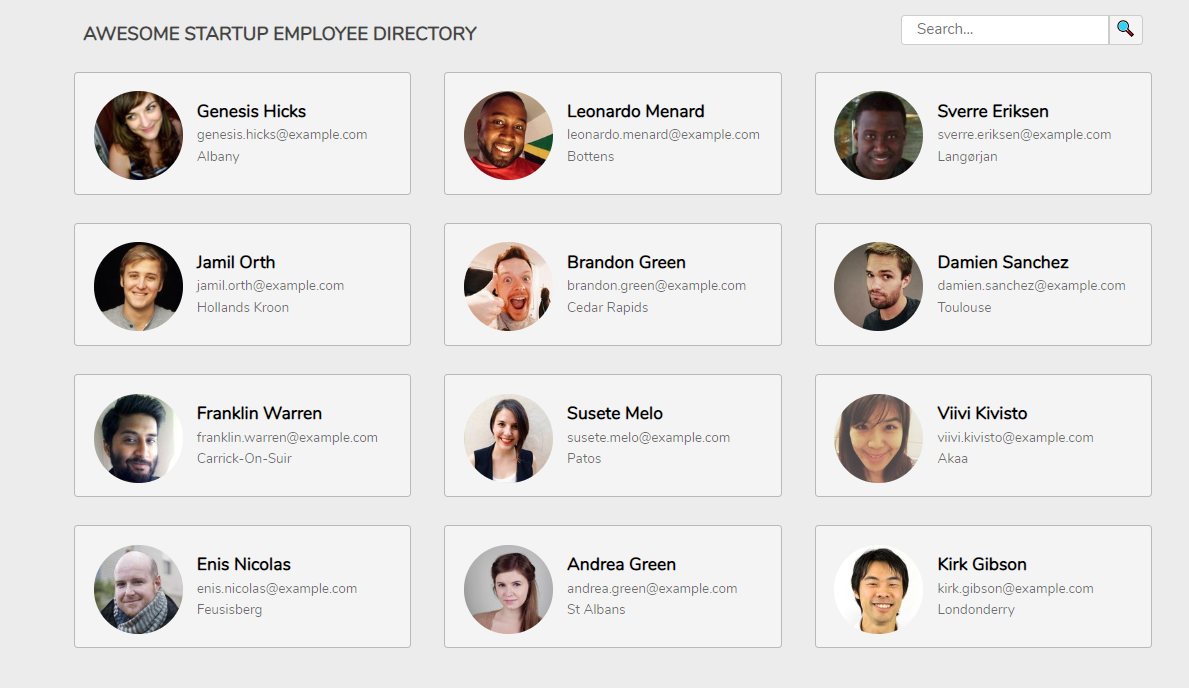 AWESOME STARTUP EMPLOYEE DIRECTORY
Search...
Genesis Hicks
genesis.hicks@example.com
Albany
Leonardo Menard
leonardo.menard@example.com
Bottens
Sverre Eriksen
sverre.eriksen@example.com
Langørjan
Jamil Orth
jamil.orth@example.com
Hollands Kroon
Brandon Green
brandon.green@example.com
Cedar Rapids
Damien Sanchez
damien.sanchez@example.com
Toulouse
Franklin Warren
franklin.warren@example.com
Carrick-On-Suir
Susete Melo
susete.melo@example.com
Patos
Viivi Kivisto
viivi.kivisto@example.com
Akaa
Enis Nicolas
enis.nicolas@example.com
Feusisberg
Andrea Green
andrea.green@example.com
St Albans
Kirk Gibson
kirk.gibson@example.com
Londonderry